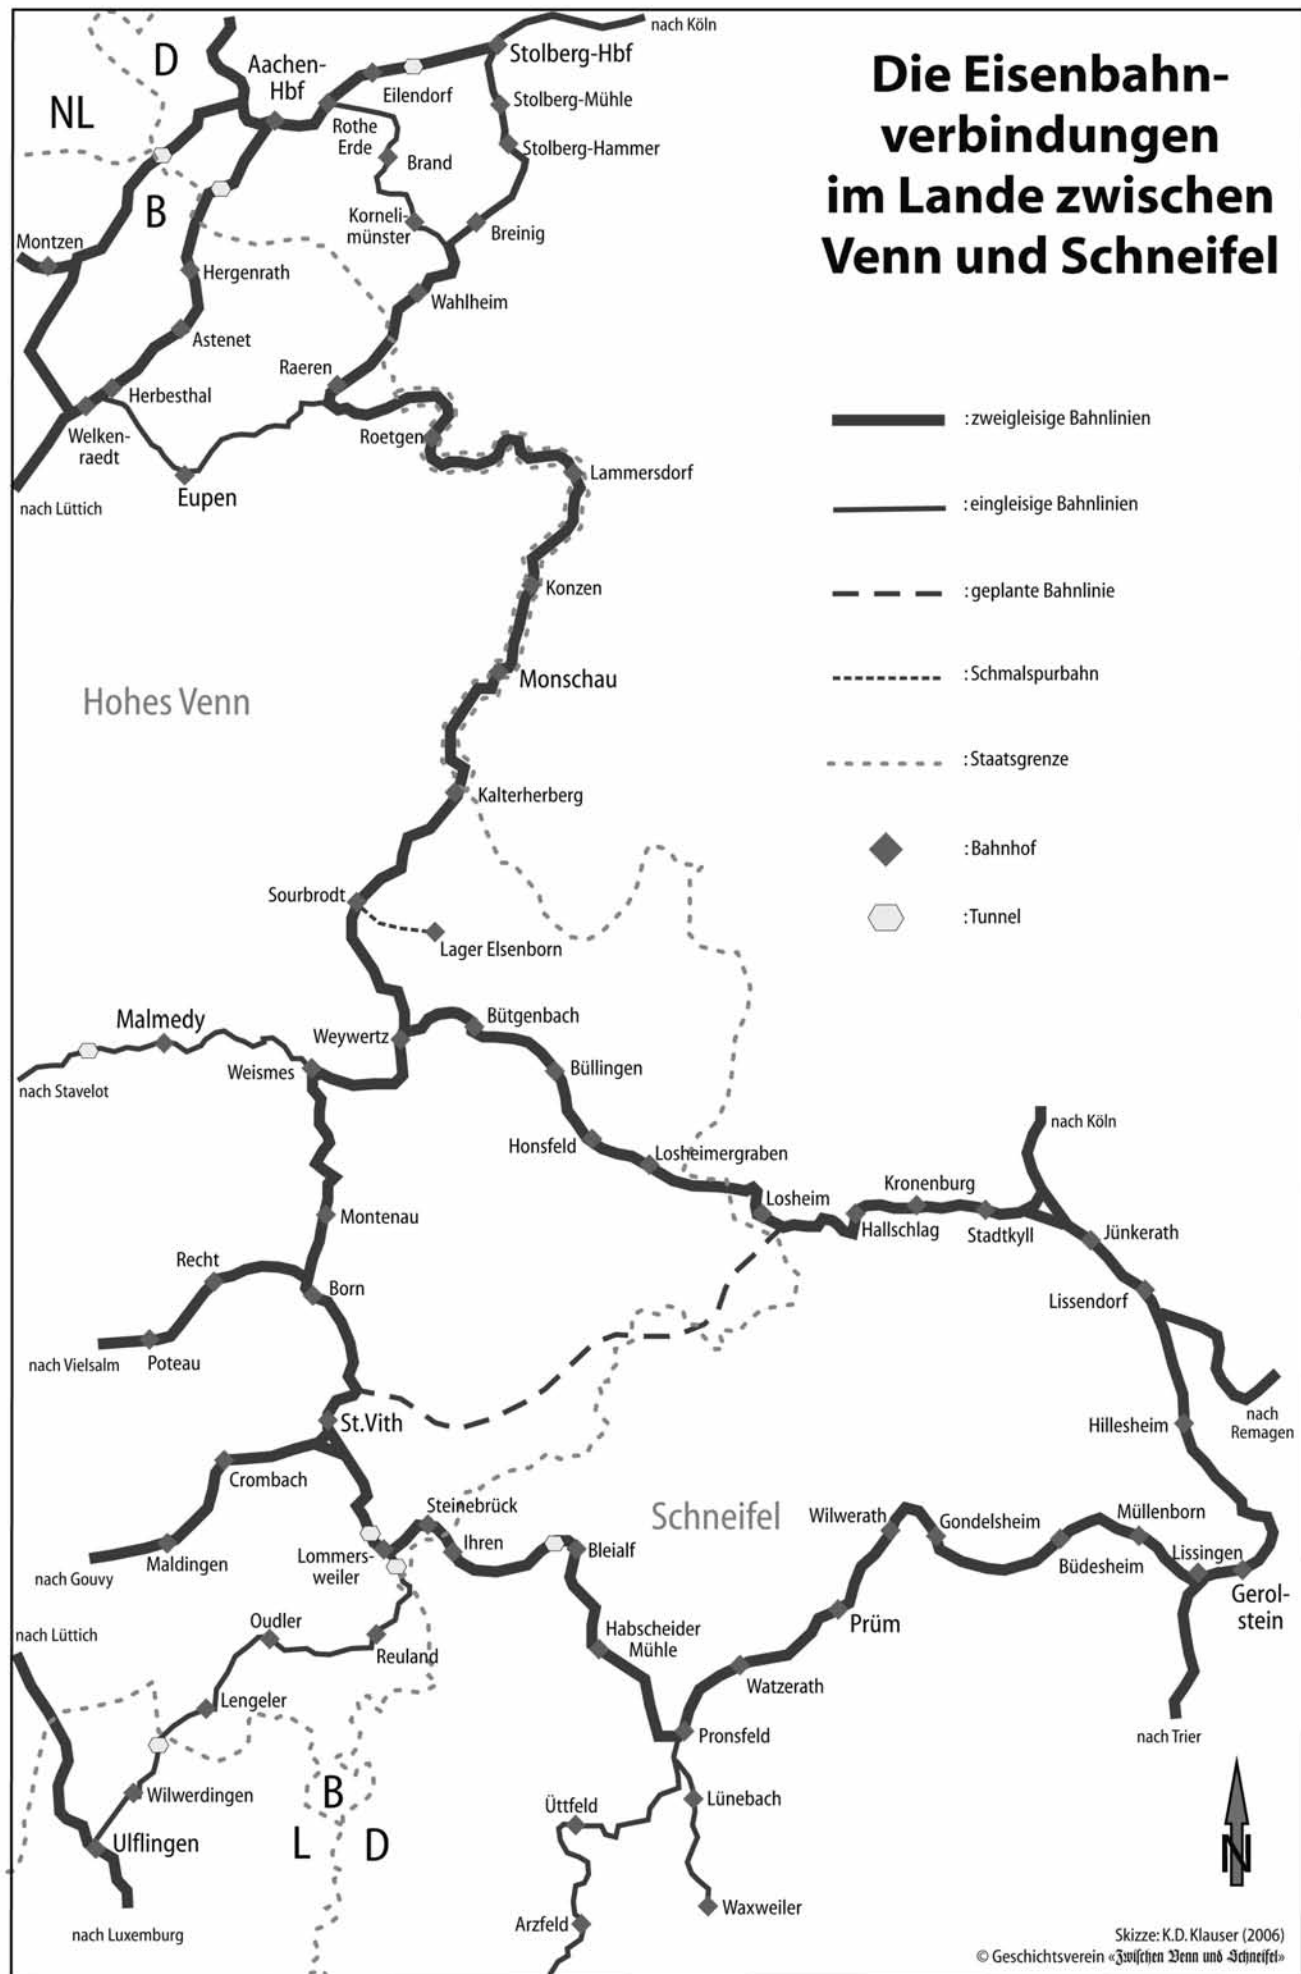 Die Eisenbahn-
verbindungen
im Lande zwischen
Venn und Schneifel
: zweigleisige Bahnlinien
: eingleisige Bahnlinien
: geplante Bahnlinie
: Schmalspurbahn
: Staatsgrenze
: Bahnhof
: Tunnel
nach Köln
D
Aachen-
Hbf
Stolberg-Hbf
Eilendorf
Stolberg-Mühle
NL
Rothe
Erde
Stolberg-Hammer
Brand
B
Korneli-
münster
Breinig
Montzen
Hergenrath
Wahlheim
Astenet
Raeren
Herbesthal
Welken-
raedt
Roetgen
Lammersdorf
Eupen
nach Lüttich
Konzen
Monschau
Hohes Venn
Kalterherberg
Sourbrodt
Lager Elsenborn
Malmedy
Bütgenbach
Weywertz
Weismes
Büllingen
nach Stavelot
nach Köln
Honsfeld
Losheimergraben
Kronenburg
Losheim
Montenau
Hallschlag
Stadtkyll
Jünkerath
Recht
Born
Lissendorf
nach Vielsalm
Poteau
St.Vith
nach
Remagen
Hillesheim
Crombach
Steinebrück
Schneifel
Wilwerath
Gondelsheim
Müllenborn
Ihren
Bleialf
Lissingen
Maldingen
Lommers-
weiler
Büdesheim
nach Gouvy
Gerol-
stein
Oudler
Prüm
Habscheider
Mühle
nach Lüttich
Reuland
Watzerath
Lengeler
Pronsfeld
nach Trier
Wilwerdingen
B
Üttfeld
Lünebach
Ulflingen
L
D
N
Waxweiler
Arzfeld
nach Luxemburg
Skizze: K.D. Klauser (2006)
© Geschichtsverein «Zwischen Venn und Schneifel»